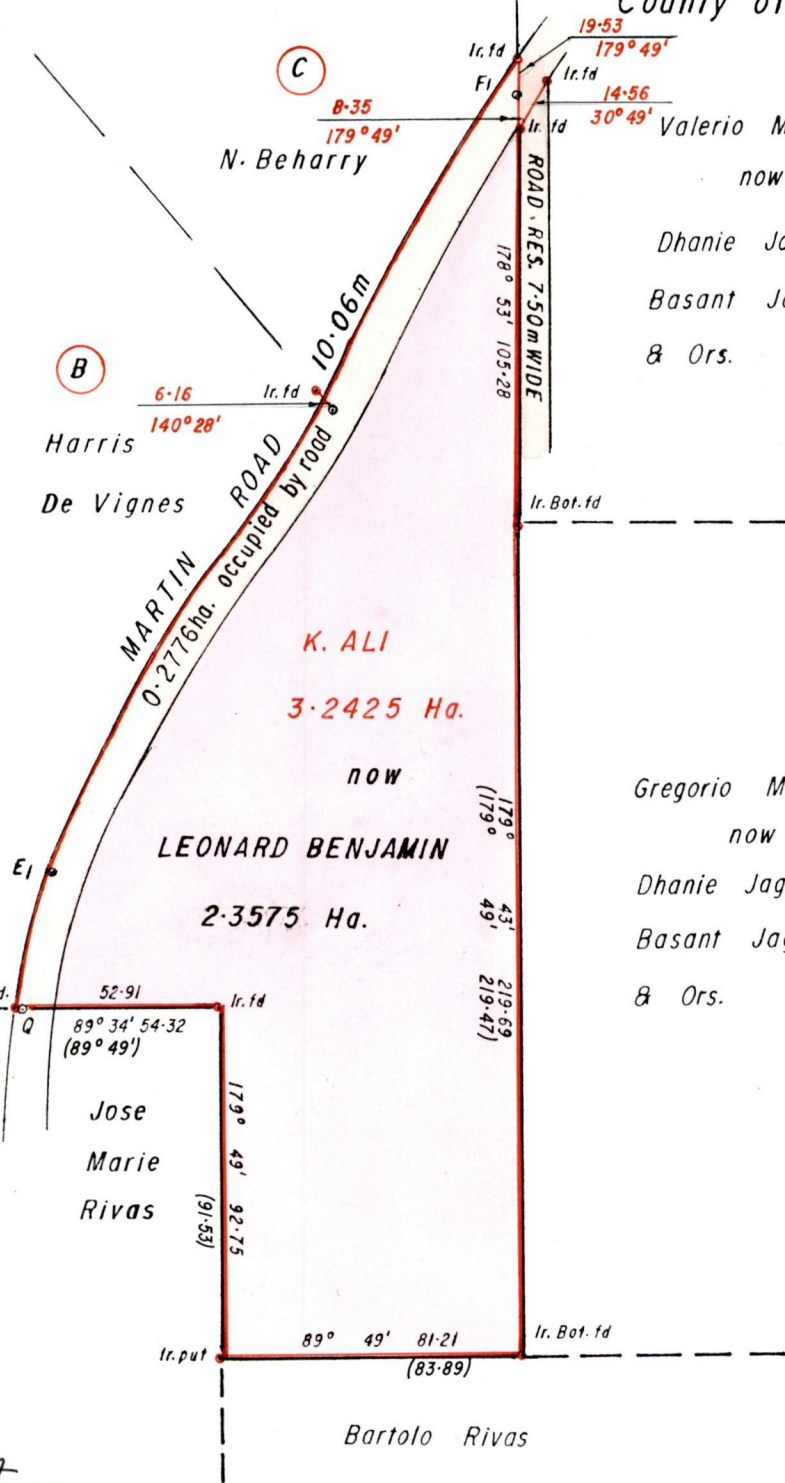 County of
19·53
179° 49'
Ir. fd
C
F1
Ir. fd
8·35
179° 49'
14·56
30° 49'
Ir. fd
N. Beharry
Valerio M
now
Dhanie Ja
Basant Ja
& Ors.
ROAD RES. 7·50m WIDE
178° 53' 105·28
10·06m
B
6·16
140° 28'
Ir. fd
Harris
De Vignes
MARTIN ROAD
0·2776ha. occupied by road
Ir. Bot. fd
K. ALI
3·2425 Ha.
now
LEONARD BENJAMIN
2·3575 Ha.
179° 43' 219·69
(179° 49' 219·47)
Gregorio M
now
Dhanie Jag
Basant Jag
& Ors.
E1
d.
Q
52·91
Ir. fd
89° 34' 54·32
(89° 49')
Jose
Marie
Rivas
179° 49' 92·75
(91·53)
Ir. put
89° 49' 81·21
(83·89)
Ir. Bot. fd
Bartolo Rivas